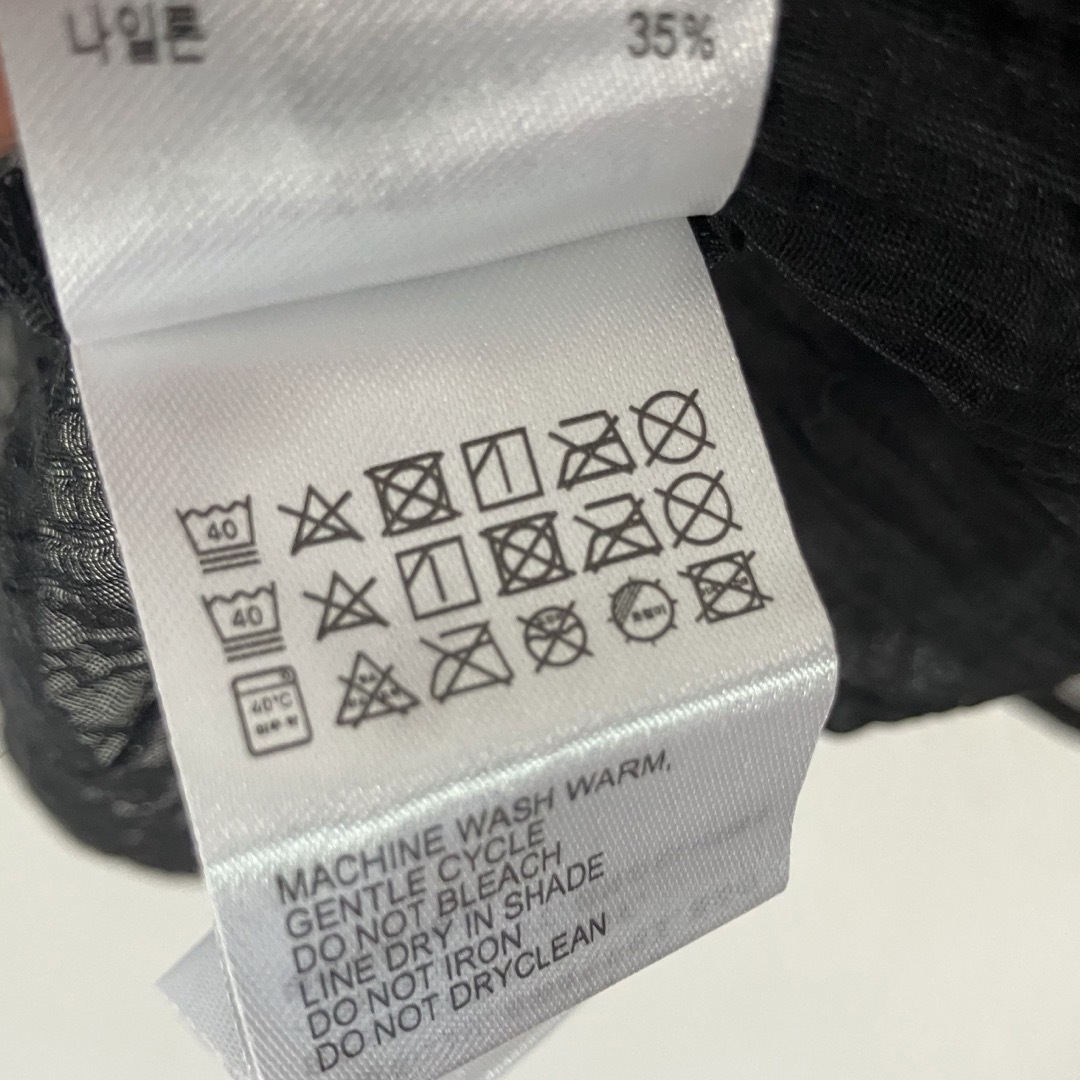 나일론 35%
40
40
40°C
MACHINE WASH WARM,
GENTLE CYCLE
DO NOT BLEACH
LINE DRY IN SHADE
DO NOT IRON
DO NOT DRYCLEAN